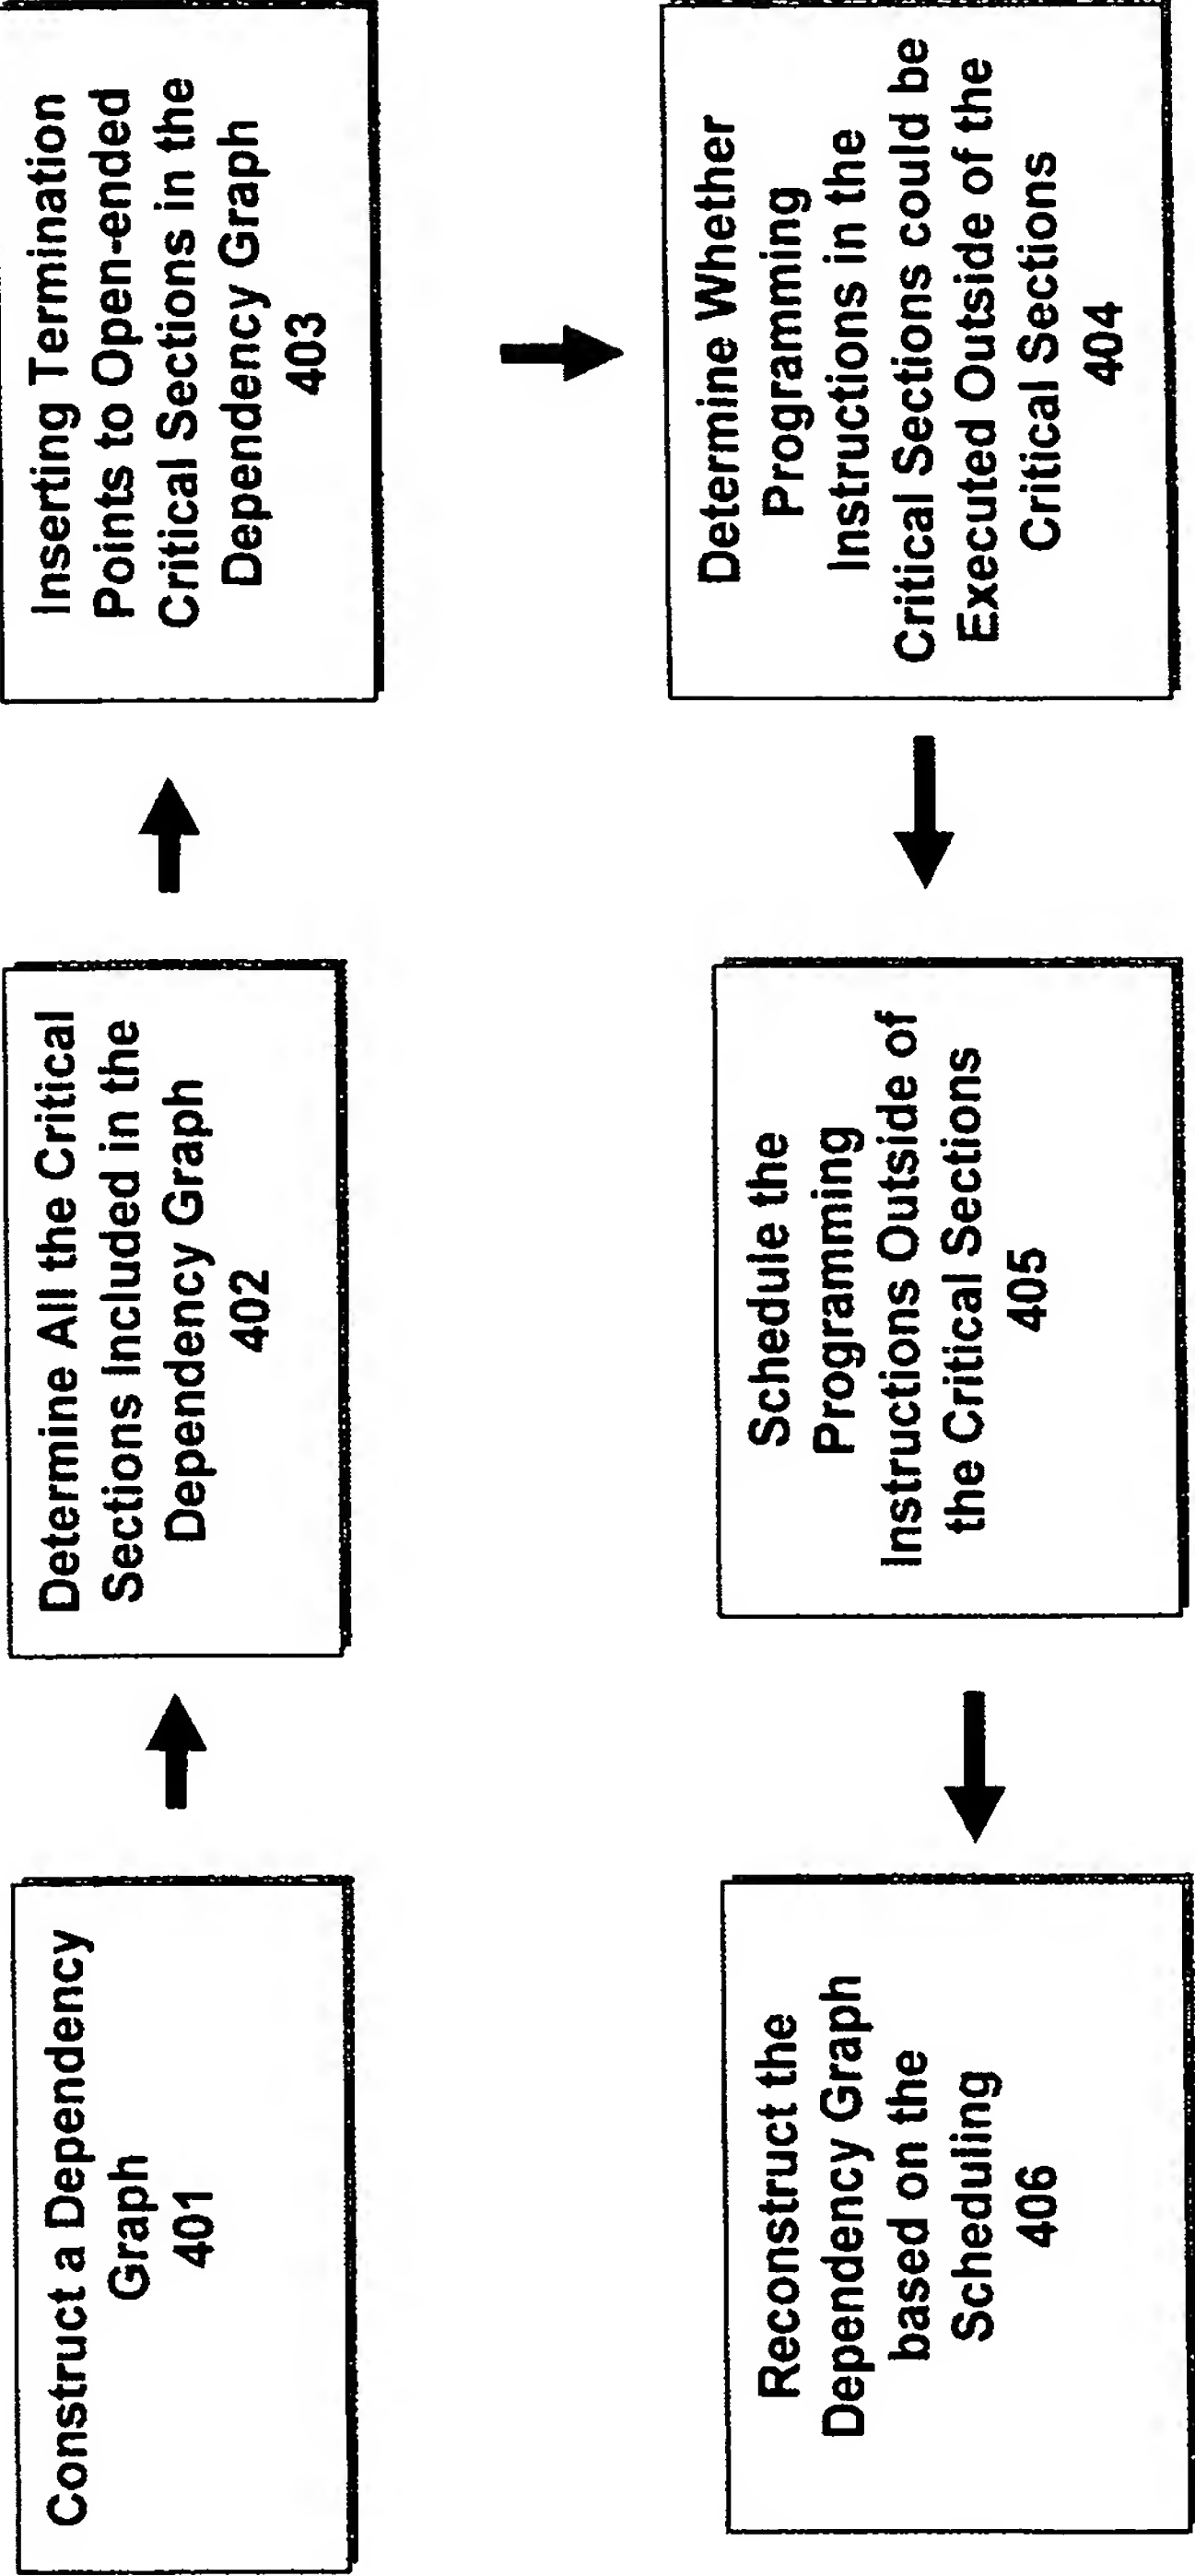 Construct a Dependency
Graph
401
Determine All the Critical
Sections Included in the
Dependency Graph
402
Inserting Termination
Points to Open-ended
Critical Sections in the
Dependency Graph
403
Determine Whether
Programming
Instructions in the
Critical Sections could be
Executed Outside of the
Critical Sections
404
Schedule the
Programming
Instructions Outside of
the Critical Sections
405
Reconstruct the
Dependency Graph
based on the
Scheduling
406